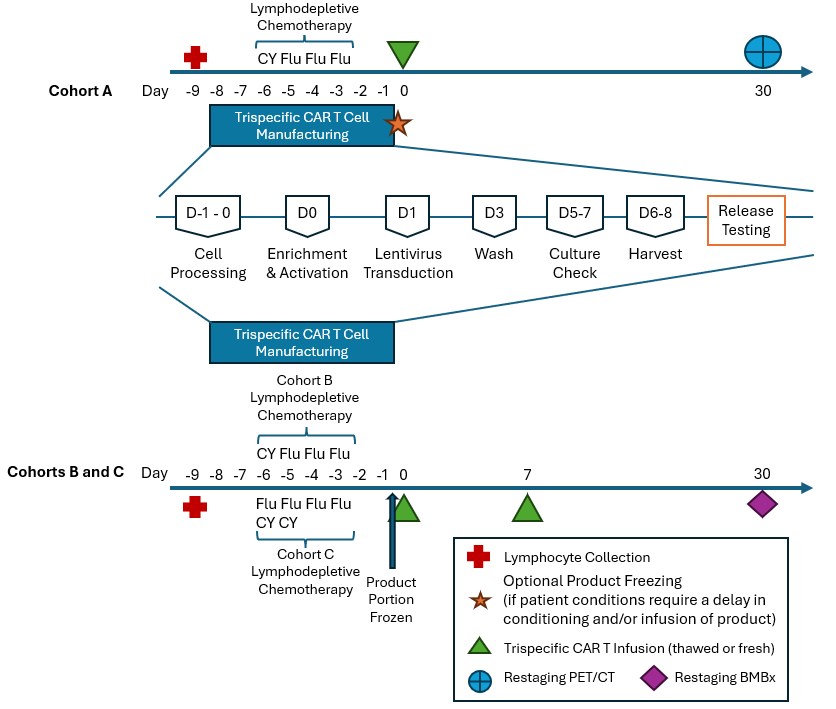 Lymphodepletive
Chemotherapy
CY Flu Flu Flu
Cohort A
Day -9 -8 -7 -6 -5 -4 -3 -2 -1 0 30
Trispecific CAR T Cell
Manufacturing
D-1 - 0 D0 D1 D3 D5-7 D6-8
Release
Testing
Cell
Processing
Enrichment
& Activation
Lentivirus
Transduction
Wash
Culture
Check
Harvest
Trispecific CAR T Cell
Manufacturing
Cohort B
Lymphodepletive
Chemotherapy
CY Flu Flu Flu
Cohorts B and C
Day -9 -8 -7 -6 -5 -4 -3 -2 -1 0 7 30
Flu Flu Flu Flu
CY CY
Cohort C
Lymphodepletive
Chemotherapy
Product
Portion
Frozen
Lymphocyte Collection
Optional Product Freezing
(if patient conditions require a delay in
conditioning and/or infusion of product)
Trispecific CAR T Infusion (thawed or fresh)
Restaging PET/CT
Restaging BMBx